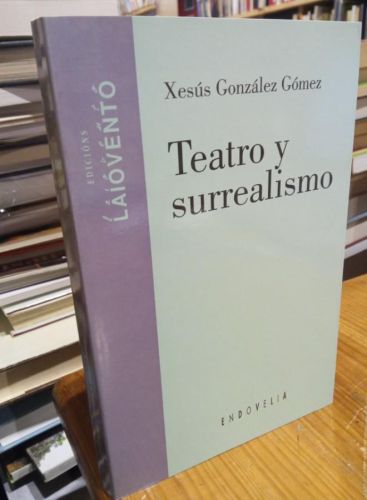 EDICIÓNS
LAIOVENTO
Xesús González Gómez
Teatro y
surrealismo
ENDOVELIA